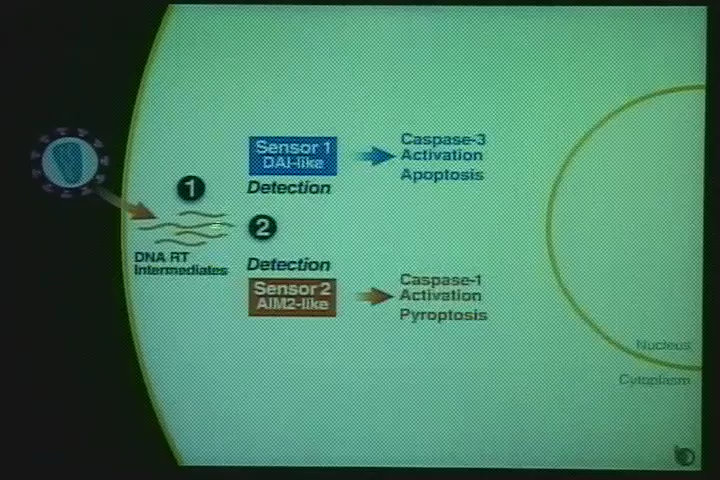 Sensor 1
DAI-like
Detection
Caspase-3
Activation
Apoptosis
1
2
DNA RT
Intermediates
Detection
Sensor 2
AIM2-like
Caspase-1
Activation
Pyroptosis
Nucleus
Cytoplasm